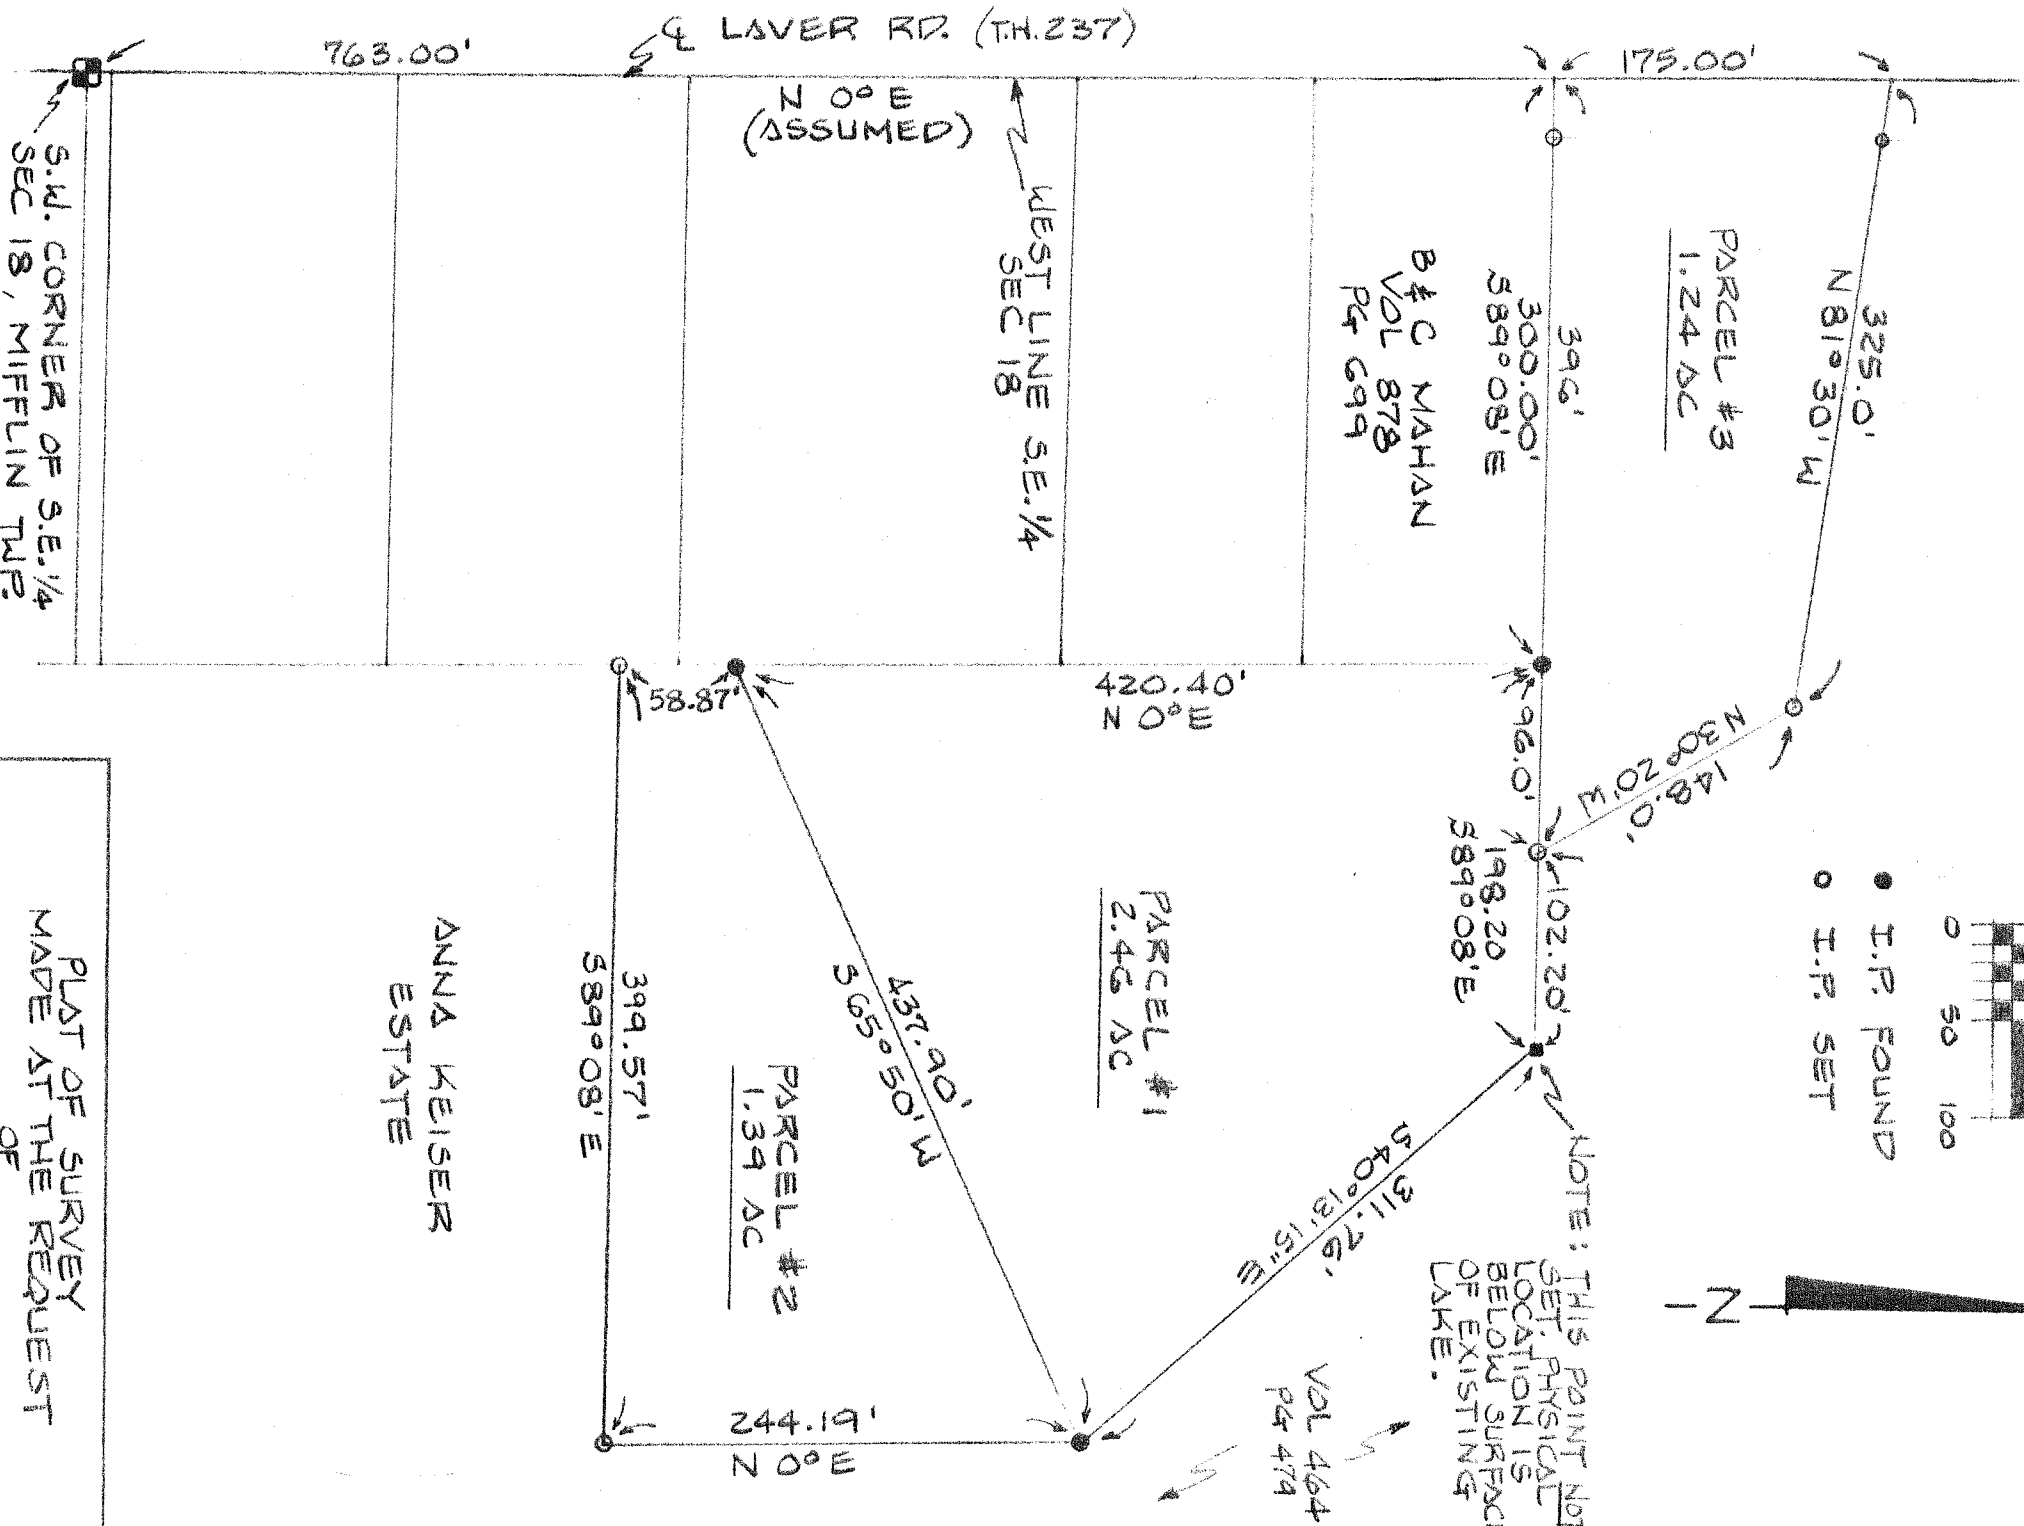 763.00'
℄ LAVER RD. (T.H.237)
175.00'
N 0° E
(ASSUMED)
S.W. CORNER OF S.E. 1/4
SEC 18, MIFFLIN TWP.
WEST LINE S.E. 1/4
SEC 18
B & C MAHAN
VOL 878
PG 699
396'
300.00'
S89°08'E
PARCEL #3
1.24 AC
325.0'
N81°30'W
58.87'
420.40'
N 0° E
96.0'
N30°20'W
148.0'
102.20'
198.20
S89°08'E
● I.P. FOUND
○ I.P. SET
0 50 100
PARCEL #1
2.46 AC
437.90'
S65°50'W
399.57'
S89°08'E
PARCEL #2
1.39 AC
ANNA KEISER
ESTATE
311.76'
S40°13'15"E
NOTE: THIS POINT NOT
SET. PHYSICAL
LOCATION IS
BELOW SURFAC
OF EXISTING
LAKE.
-N-
VOL 464
PG 479
244.19'
N 0° E
PLAT OF SURVEY
MADE AT THE REQUEST
OF